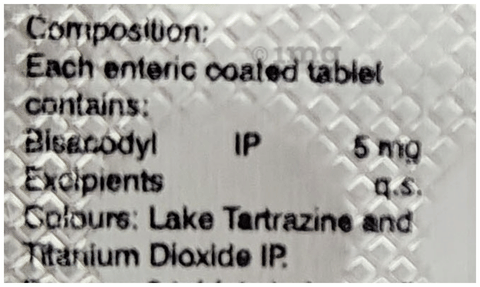 Composition:
Each enteric coated tablet
contains:
Bisacodyl IP 5 mg
Excipients q.s.
Colours: Lake Tartrazine and
Titanium Dioxide IP.